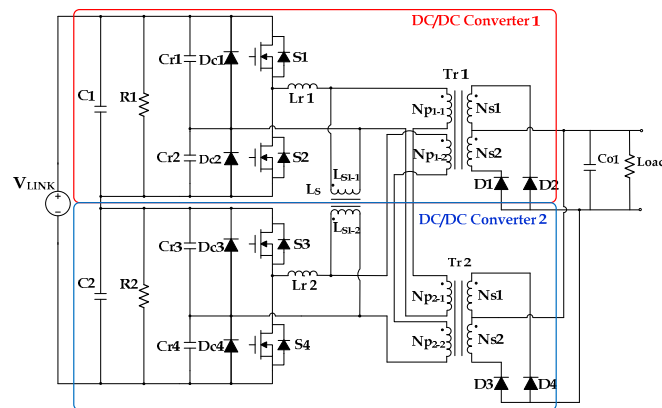 DC/DC Converter 1
C1
R1
Cr1
Dc1
S1
Lr 1
Tr 1
Np1-1
Ns1
Np1-2
Ns2
Cr2
Dc2
S2
D1
D2
Co1
Load
LS1-1
LS
LS1-2
VLINK
DC/DC Converter 2
C2
R2
Cr3
Dc3
S3
Lr 2
Tr 2
Np2-1
Ns1
Np2-2
Ns2
Cr4
Dc4
S4
D3
D4